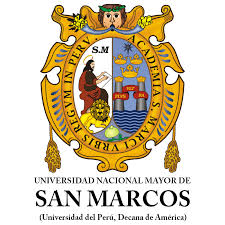 ACADEMIA S. MARCI VRBIS REGVM IN PERV
S.M
UNIVERSIDAD NACIONAL MAYOR DE
SAN MARCOS
(Universidad del Perú, Decana de América)